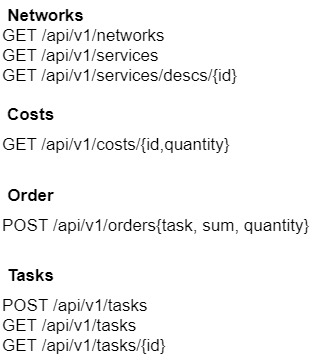 Networks
GET /api/v1/networks
GET /api/v1/services
GET /api/v1/services/descs/{id}
Costs
GET /api/v1/costs/{id,quantity}
Order
POST /api/v1/orders{task, sum, quantity}
Tasks
POST /api/v1/tasks
GET /api/v1/tasks
GET /api/v1/tasks/{id}